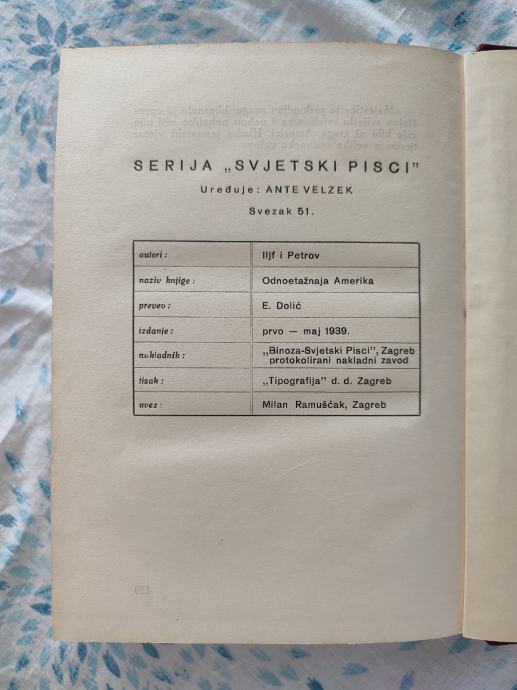 SERIJA „SVJETSKI PISCI"
Uređuje: ANTE VELZEK
Svezak 51.
autori: Iljf i Petrov
naziv knjige: Odnoetažnaja Amerika
preveo: E. Dolić
izdanje: prvo — maj 1939.
nakladnik: „Binoza-Svjetski Pisci", Zagreb
protokolirani nakladni zavod
tisak: „Tipografija" d. d. Zagreb
uvez: Milan Ramušćak, Zagreb